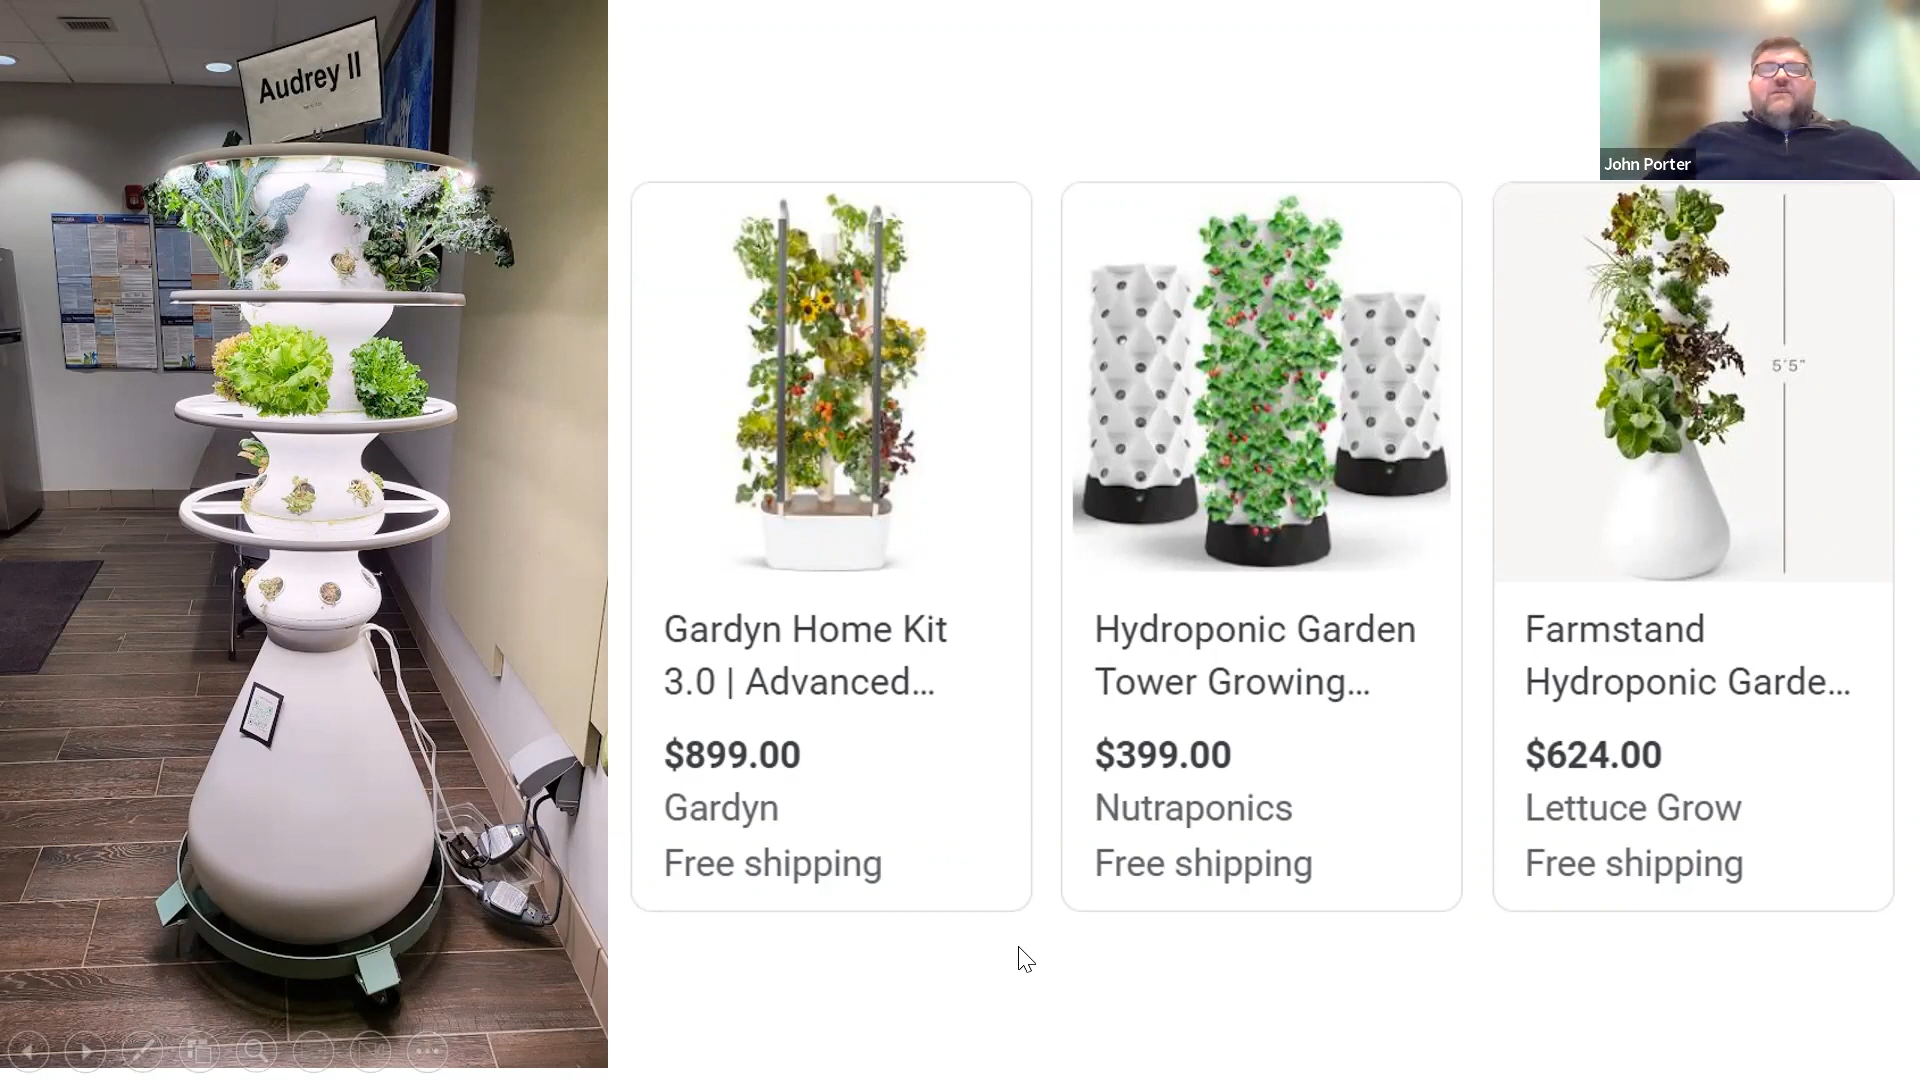 Audrey II
John Porter
5'5"
Gardyn Home Kit
3.0 | Advanced...
$899.00
Gardyn
Free shipping
Hydroponic Garden
Tower Growing...
$399.00
Nutraponics
Free shipping
Farmstand
Hydroponic Garde...
$624.00
Lettuce Grow
Free shipping